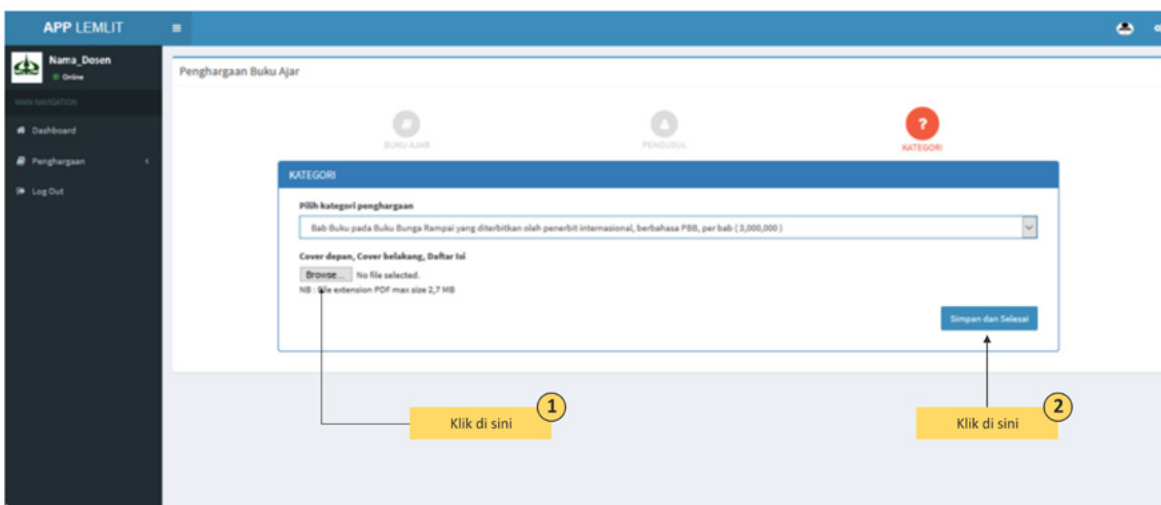 APP LEMLIT
Nama_Dosen
Online
MAIN NAVIGATION
Dashboard
Penghargaan
Log Out
Penghargaan Buku Ajar
BUKU AJAR
PENGUSUL
?
KATEGORI
KATEGORI
Pilih kategori penghargaan
Bab Buku pada Buku Bunga Rampai yang diterbitkan oleh penerbit internasional, berbahasa PBB, per bab ( 3,000,000 )
Cover depan, Cover belakang, Daftar Isi
Browse... No file selected.
NB : File extension PDF max size 2,7 MB
Simpan dan Selesai
1
Klik di sini
2
Klik di sini